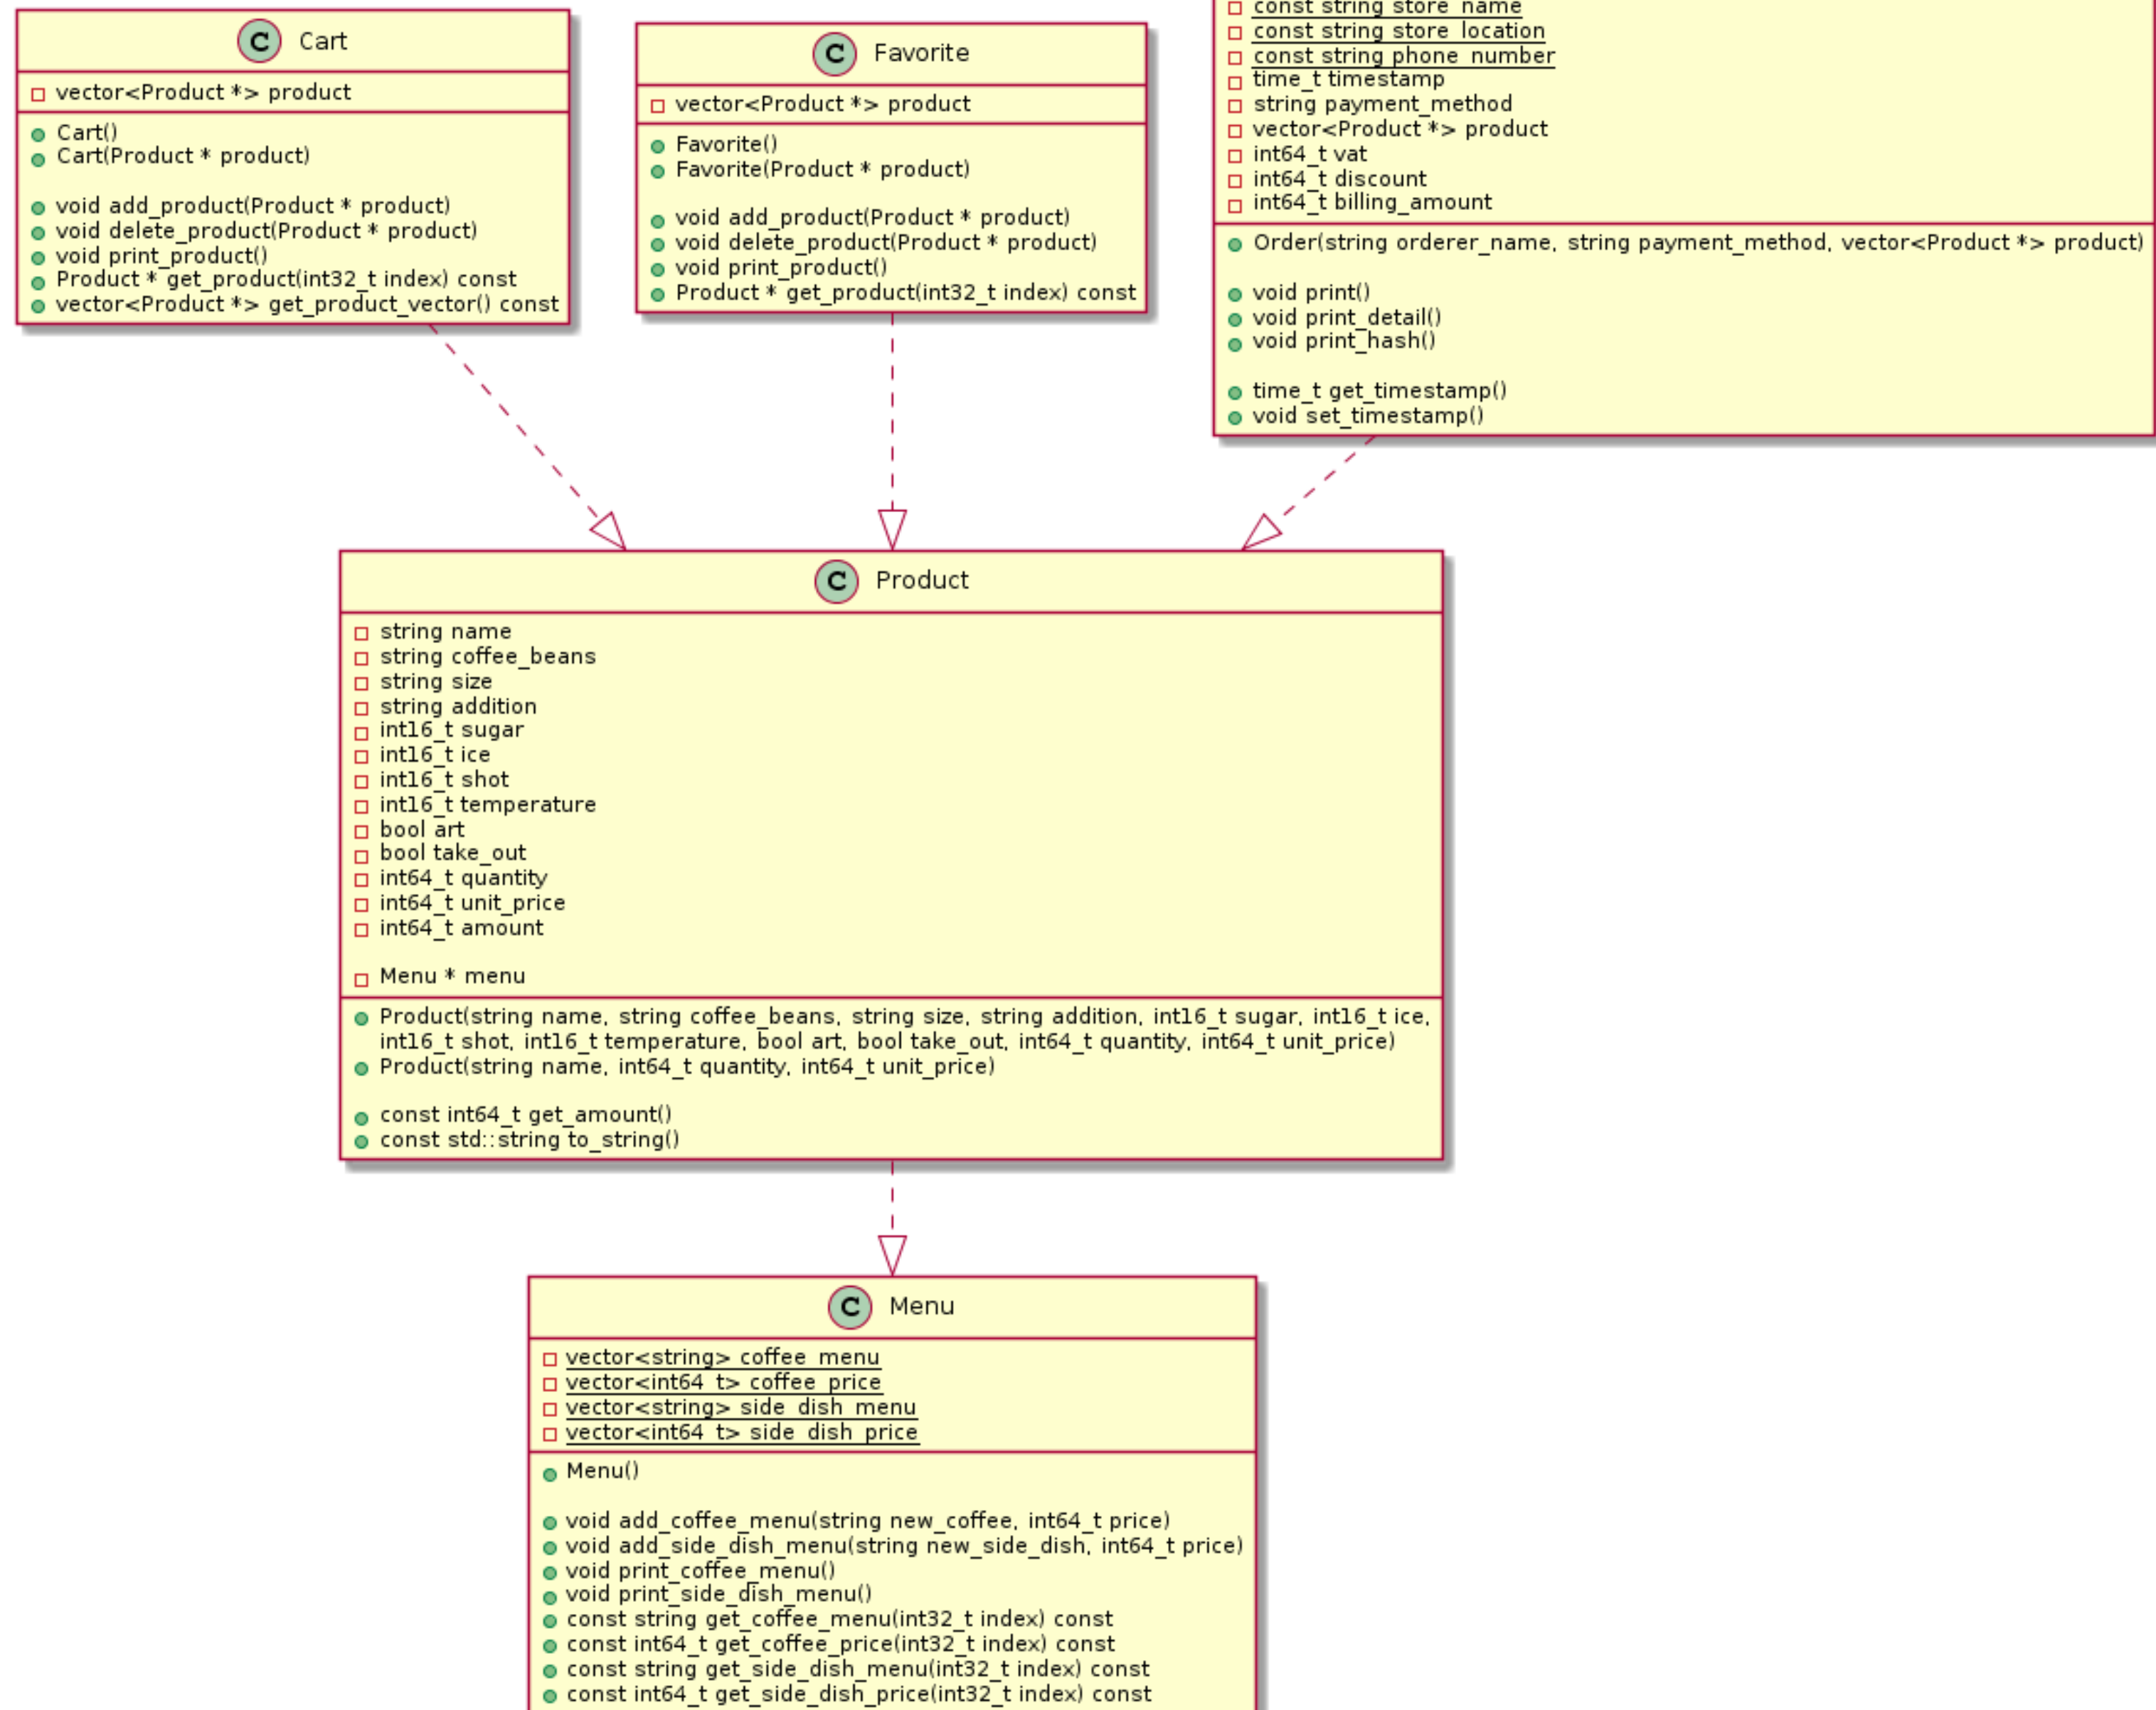 C Cart
vector<Product *> product
Cart()
Cart(Product * product)
void add_product(Product * product)
void delete_product(Product * product)
void print_product()
Product * get_product(int32_t index) const
vector<Product *> get_product_vector() const
C Favorite
vector<Product *> product
Favorite()
Favorite(Product * product)
void add_product(Product * product)
void delete_product(Product * product)
void print_product()
Product * get_product(int32_t index) const
const string store_name
const string store_location
const string phone_number
time_t timestamp
string payment_method
vector<Product *> product
int64_t vat
int64_t discount
int64_t billing_amount
Order(string orderer_name, string payment_method, vector<Product *> product)
void print()
void print_detail()
void print_hash()
time_t get_timestamp()
void set_timestamp()
C Product
string name
string coffee_beans
string size
string addition
int16_t sugar
int16_t ice
int16_t shot
int16_t temperature
bool art
bool take_out
int64_t quantity
int64_t unit_price
int64_t amount
Menu * menu
Product(string name, string coffee_beans, string size, string addition, int16_t sugar, int16_t ice,
int16_t shot, int16_t temperature, bool art, bool take_out, int64_t quantity, int64_t unit_price)
Product(string name, int64_t quantity, int64_t unit_price)
const int64_t get_amount()
const std::string to_string()
C Menu
vector<string> coffee_menu
vector<int64_t> coffee_price
vector<string> side_dish_menu
vector<int64_t> side_dish_price
Menu()
void add_coffee_menu(string new_coffee, int64_t price)
void add_side_dish_menu(string new_side_dish, int64_t price)
void print_coffee_menu()
void print_side_dish_menu()
const string get_coffee_menu(int32_t index) const
const int64_t get_coffee_price(int32_t index) const
const string get_side_dish_menu(int32_t index) const
const int64_t get_side_dish_price(int32_t index) const